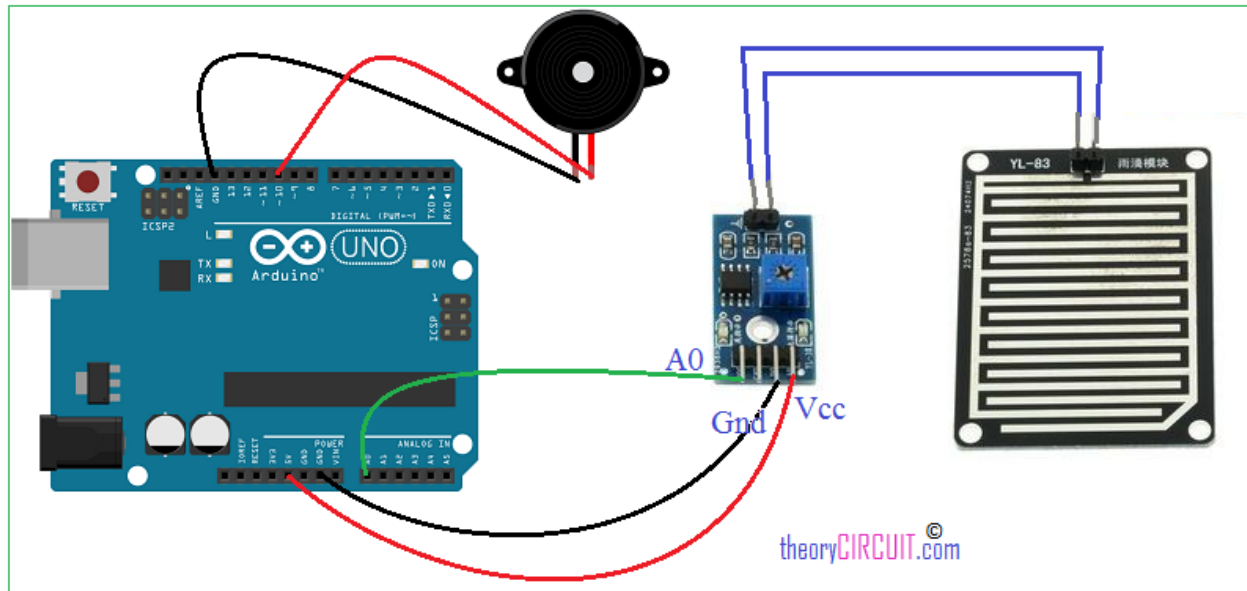 RESET
ICSP2
AREF
GND
13
12
~11
~10
~9
8
7
~6
~5
4
~3
2
TXD▶1
RXD◀0
DIGITAL (PWM=~)
L
TX
RX
Arduino™
UNO
ON
1
ICSP
YL-83
雨滴模块
A0
Gnd
Vcc
IOREF
RESET
3V3
5V
GND
GND
VIN
POWER
ANALOG IN
A0
A1
A2
A3
A4
A5
©
theoryCIRCUIT.com